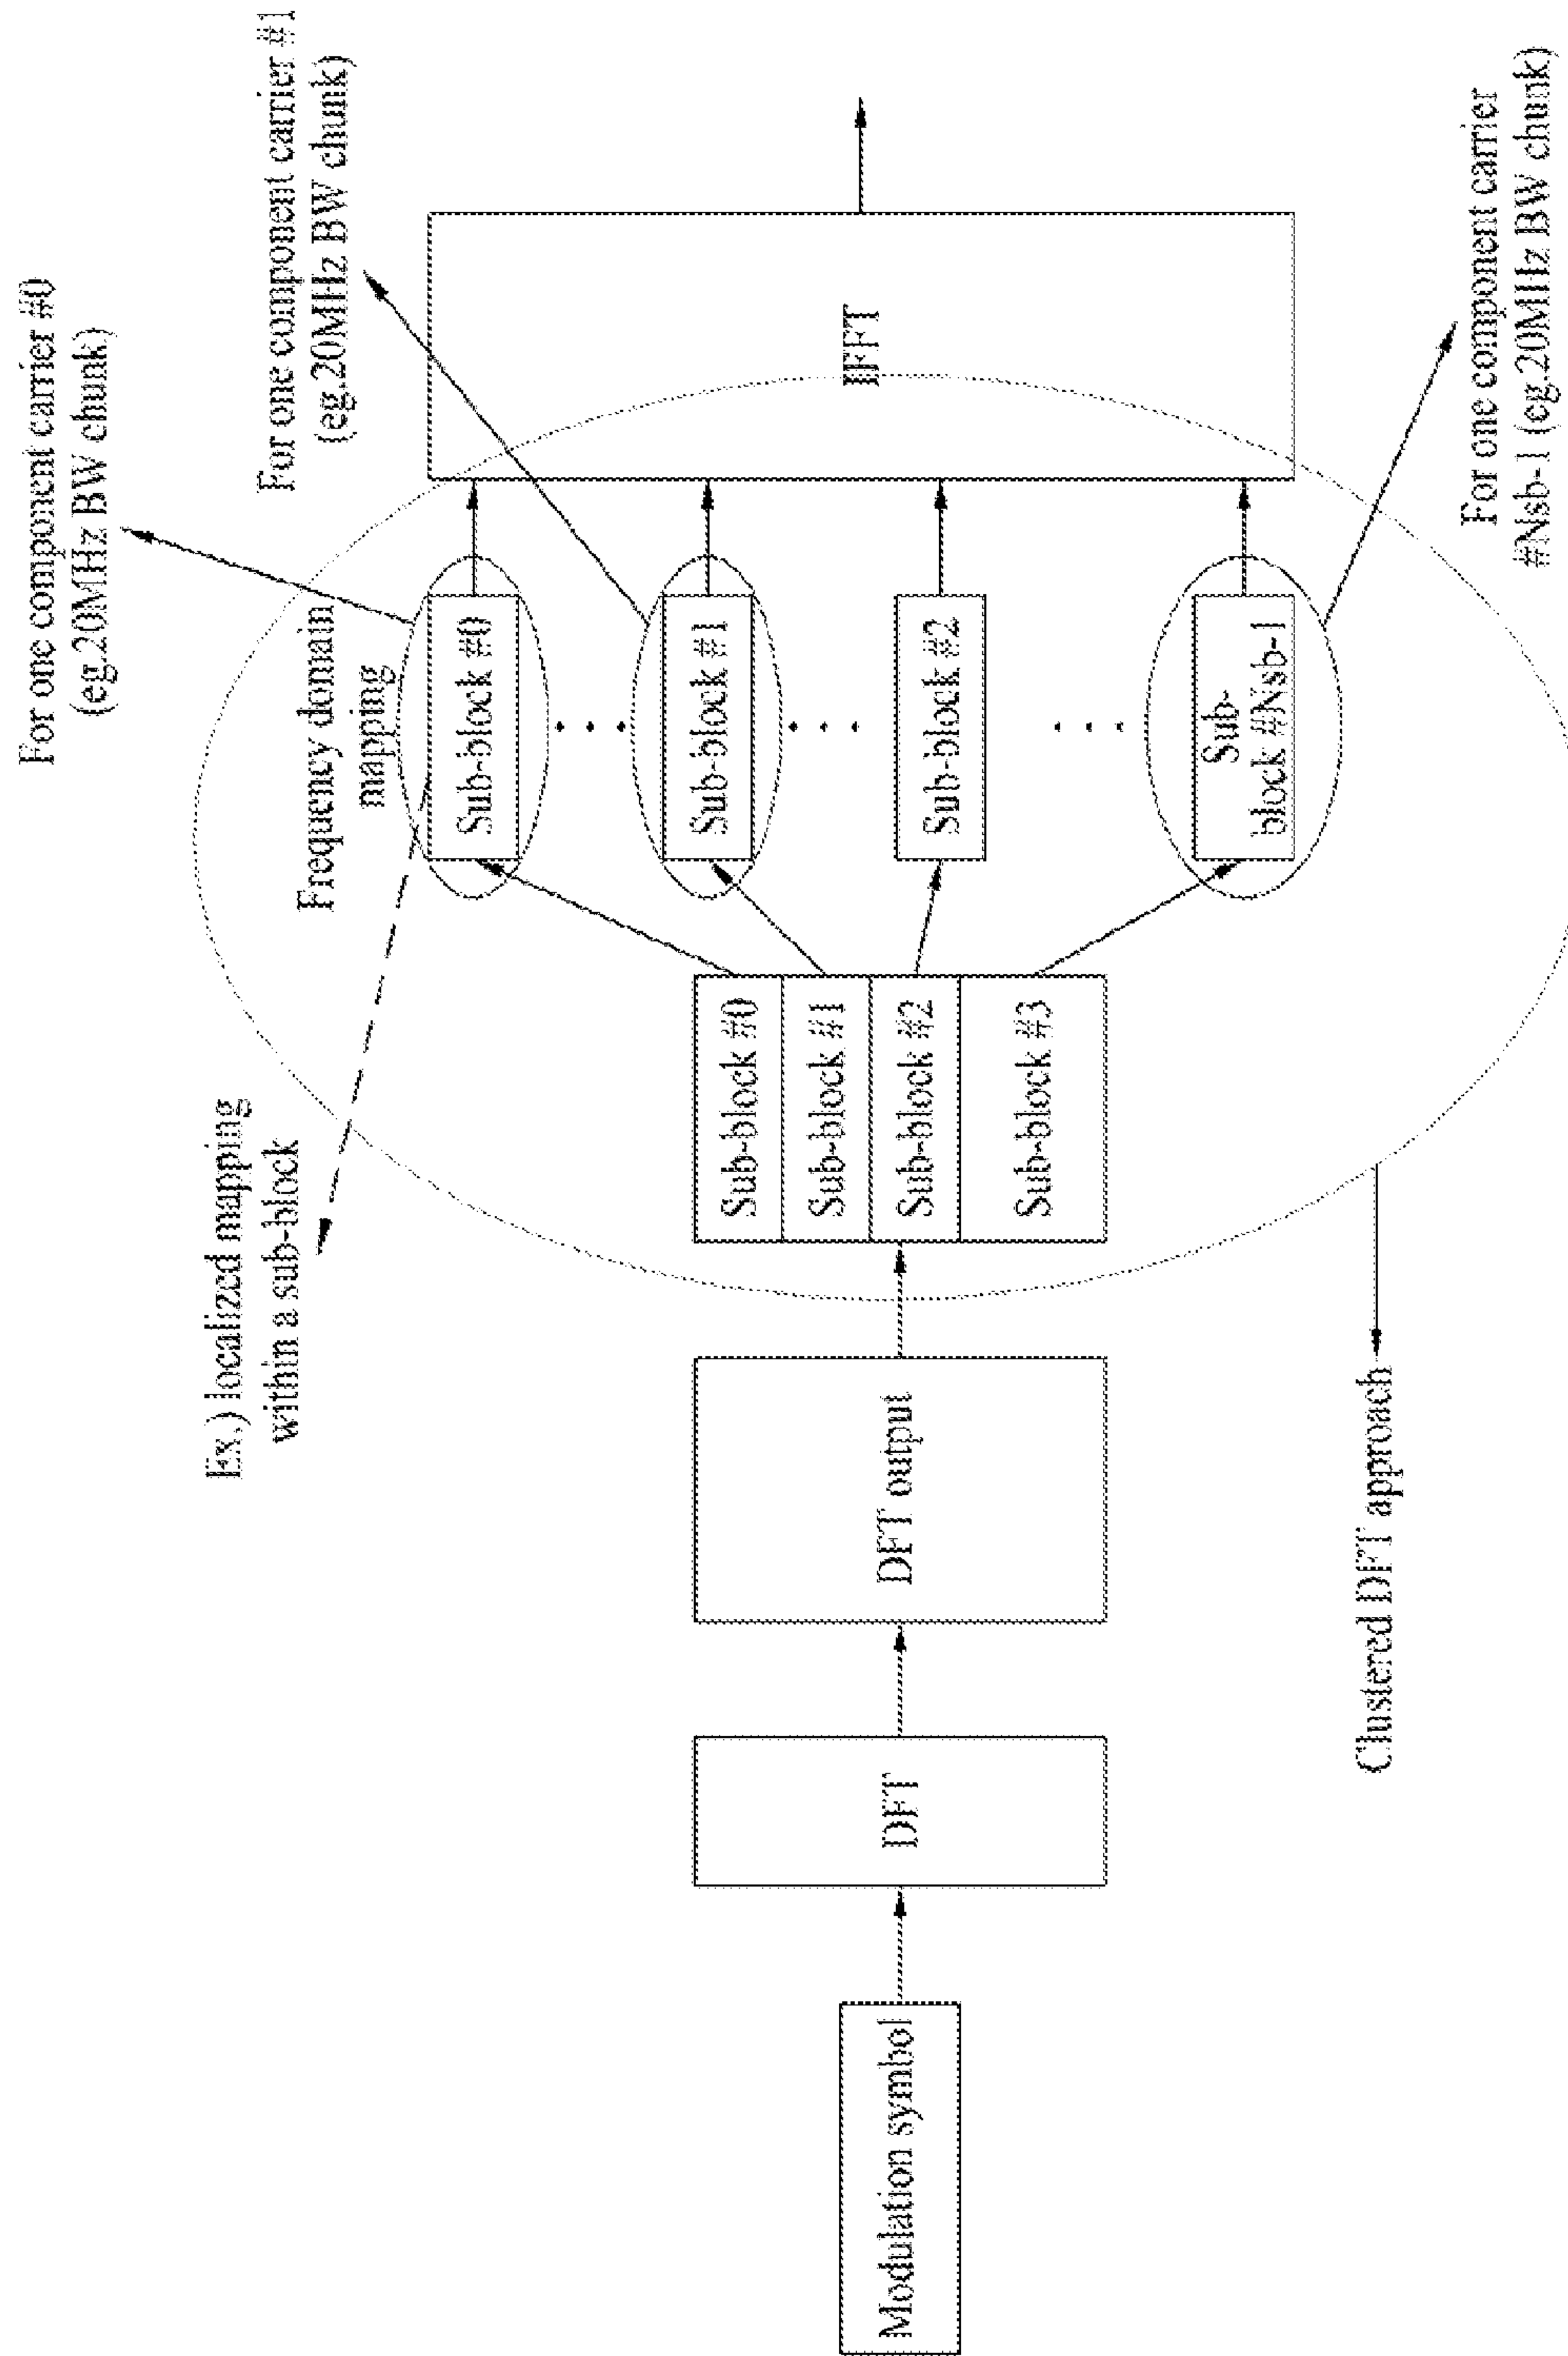 For one component carrier #0
(eg.20MHz BW chunk)
For one component carrier #1
(eg.20MHz BW chunk)
Ex.) localized mapping
within a sub-block
Frequency domain
mapping
Modulation symbol
DFT
DFT output
Sub-block #0
Sub-block #1
Sub-block #2
Sub-block #3
Sub-block #0
Sub-block #1
Sub-block #2
Sub-
block #Nsb-1
IFFT
Clustered DFT approach
For one component carrier
#Nsb-1 (eg.20MHz BW chunk)